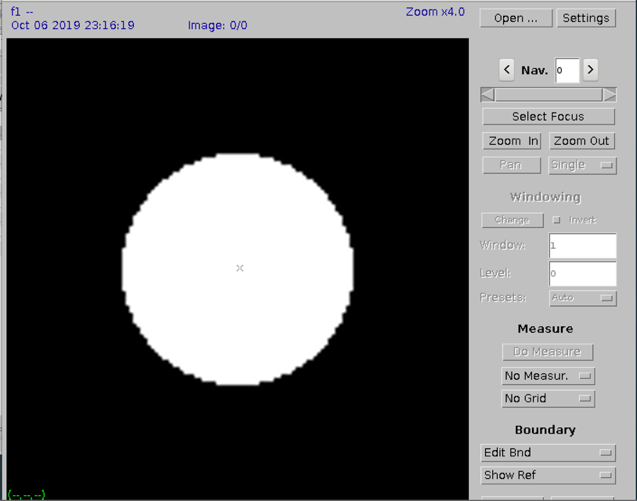 f1 --
Zoom x4.0
Oct 06 2019 23:16:19
Image: 0/0
Open ...
Settings
< Nav. 0 >
Select Focus
Zoom In
Zoom Out
Pan
Single
Windowing
Change
Invert
Window: 1
Level: 0
Presets: Auto
Measure
Do Measure
No Measur.
No Grid
Boundary
Edit Bnd
Show Ref
(--,--,--)